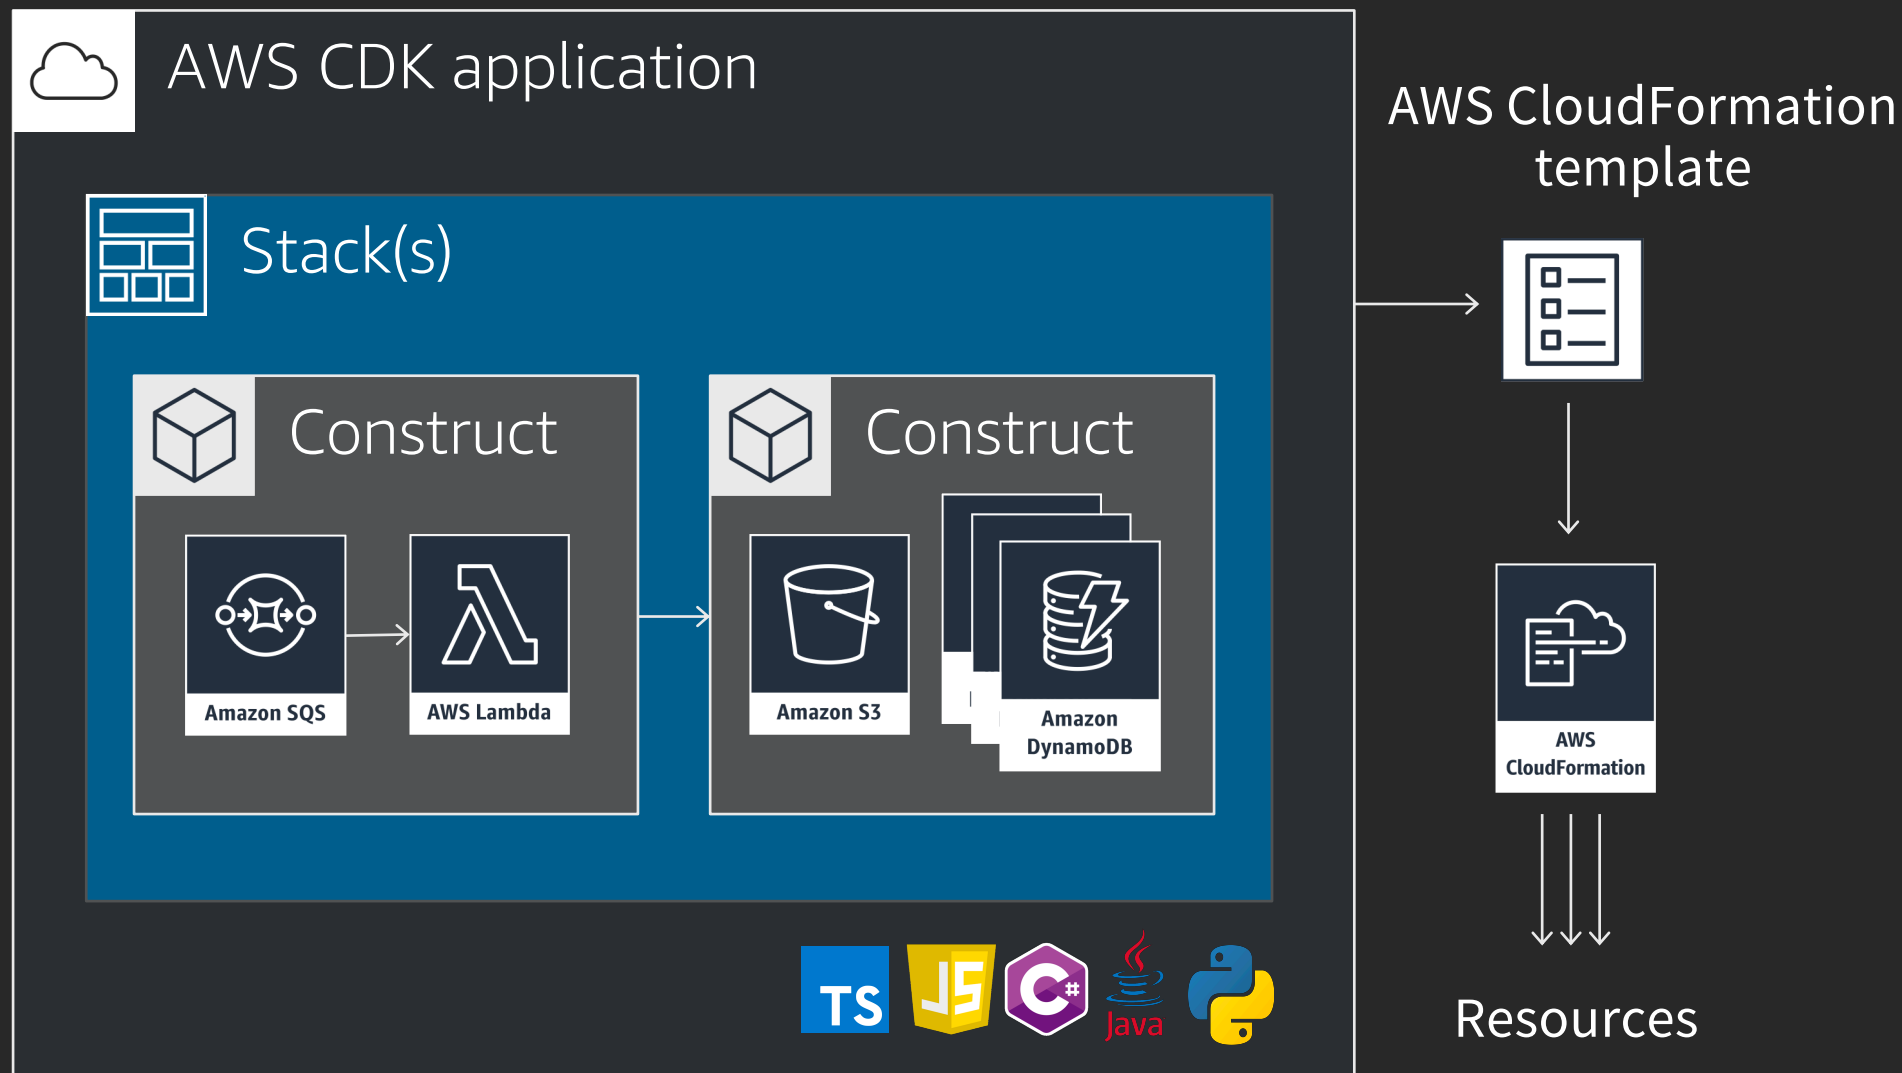 AWS CDK application
AWS CloudFormation
template
Stack(s)
Construct
Construct
Amazon SQS
AWS Lambda
Amazon S3
Amazon
DynamoDB
AWS
CloudFormation
TS
JS
C#
Java
Resources